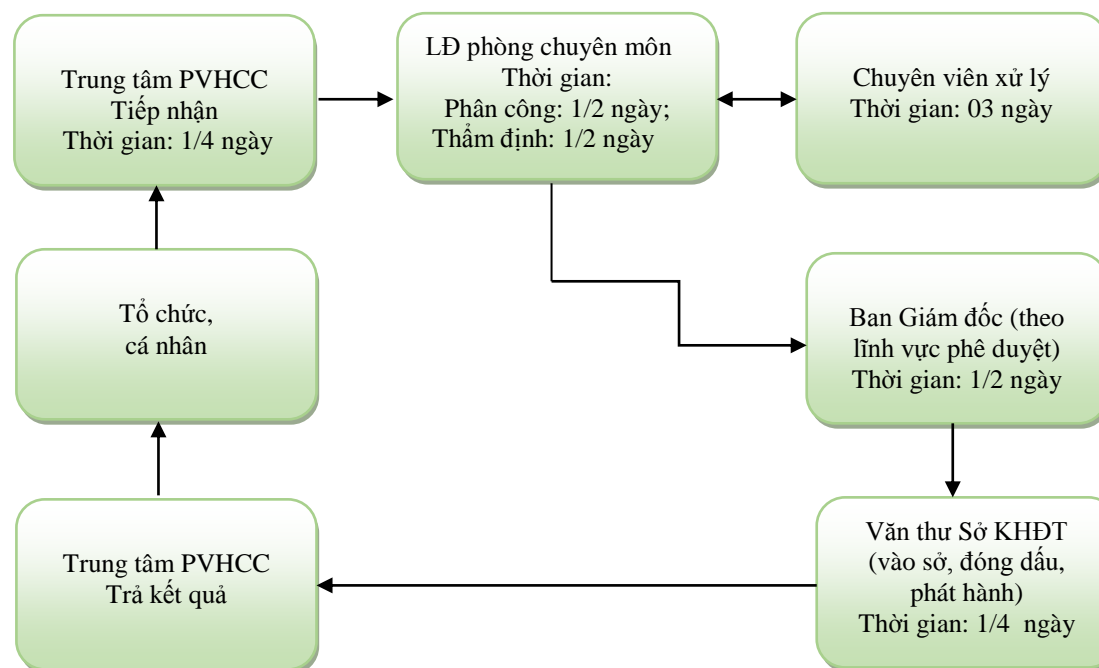 Trung tâm PVHCC
Tiếp nhận
Thời gian: 1/4 ngày
LĐ phòng chuyên môn
Thời gian:
Phân công: 1/2 ngày;
Thẩm định: 1/2 ngày
Chuyên viên xử lý
Thời gian: 03 ngày
Tổ chức,
cá nhân
Ban Giám đốc (theo
lĩnh vực phê duyệt)
Thời gian: 1/2 ngày
Trung tâm PVHCC
Trả kết quả
Văn thư Sở KHĐT
(vào sở, đóng dấu,
phát hành)
Thời gian: 1/4 ngày